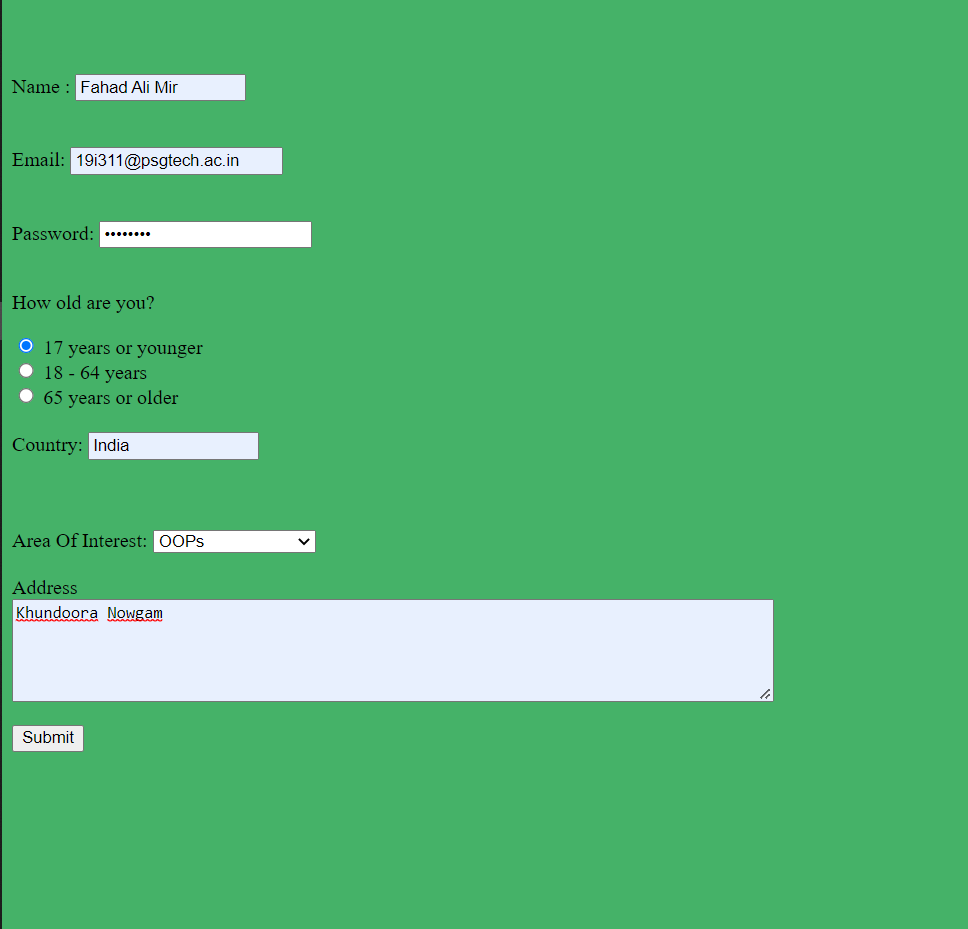 Name : Fahad Ali Mir
Email: 19i311@psgtech.ac.in
Password: ••••••••
How old are you?
17 years or younger
18 - 64 years
65 years or older
Country: India
Area Of Interest: OOPs
Address
Khundoora Nowgam
Submit